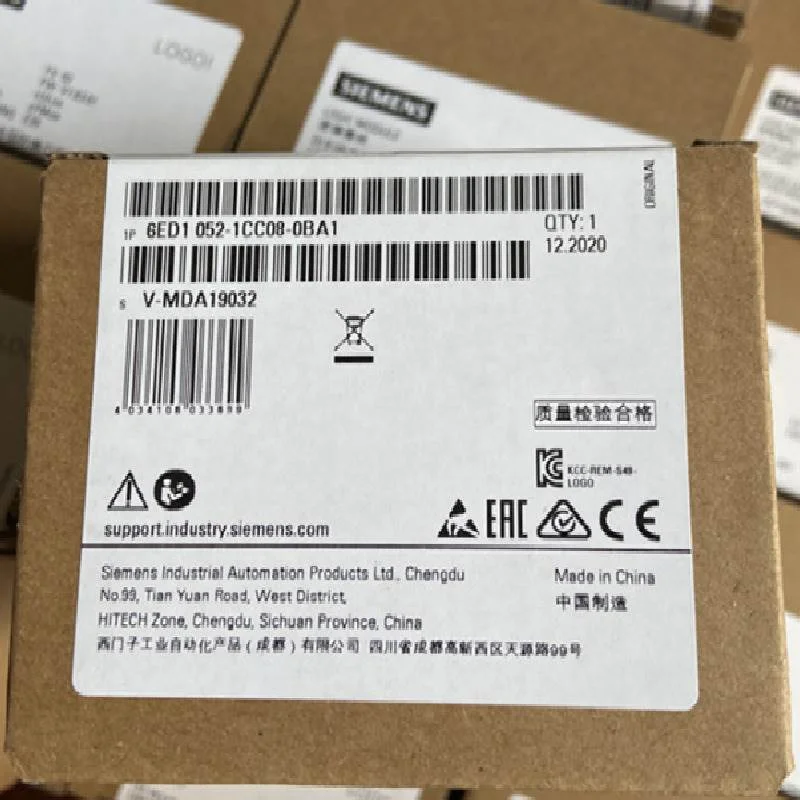 LOGO!
SIEMENS
ORIGINAL
1P 6ED1 052-1CC08-0BA1
QTY: 1
12.2020
S V-MDA19032
4 034106 033899
质量检验合格
KCC-REM-S49-
LOGO
support.industry.siemens.com
EAC
CE
Siemens Industrial Automation Products Ltd., Chengdu
No.99, Tian Yuan Road, West District,
HITECH Zone, Chengdu, Sichuan Province, China
西门子工业自动化产品(成都)有限公司 四川省成都高新西区天源路99号
Made in China
中国制造